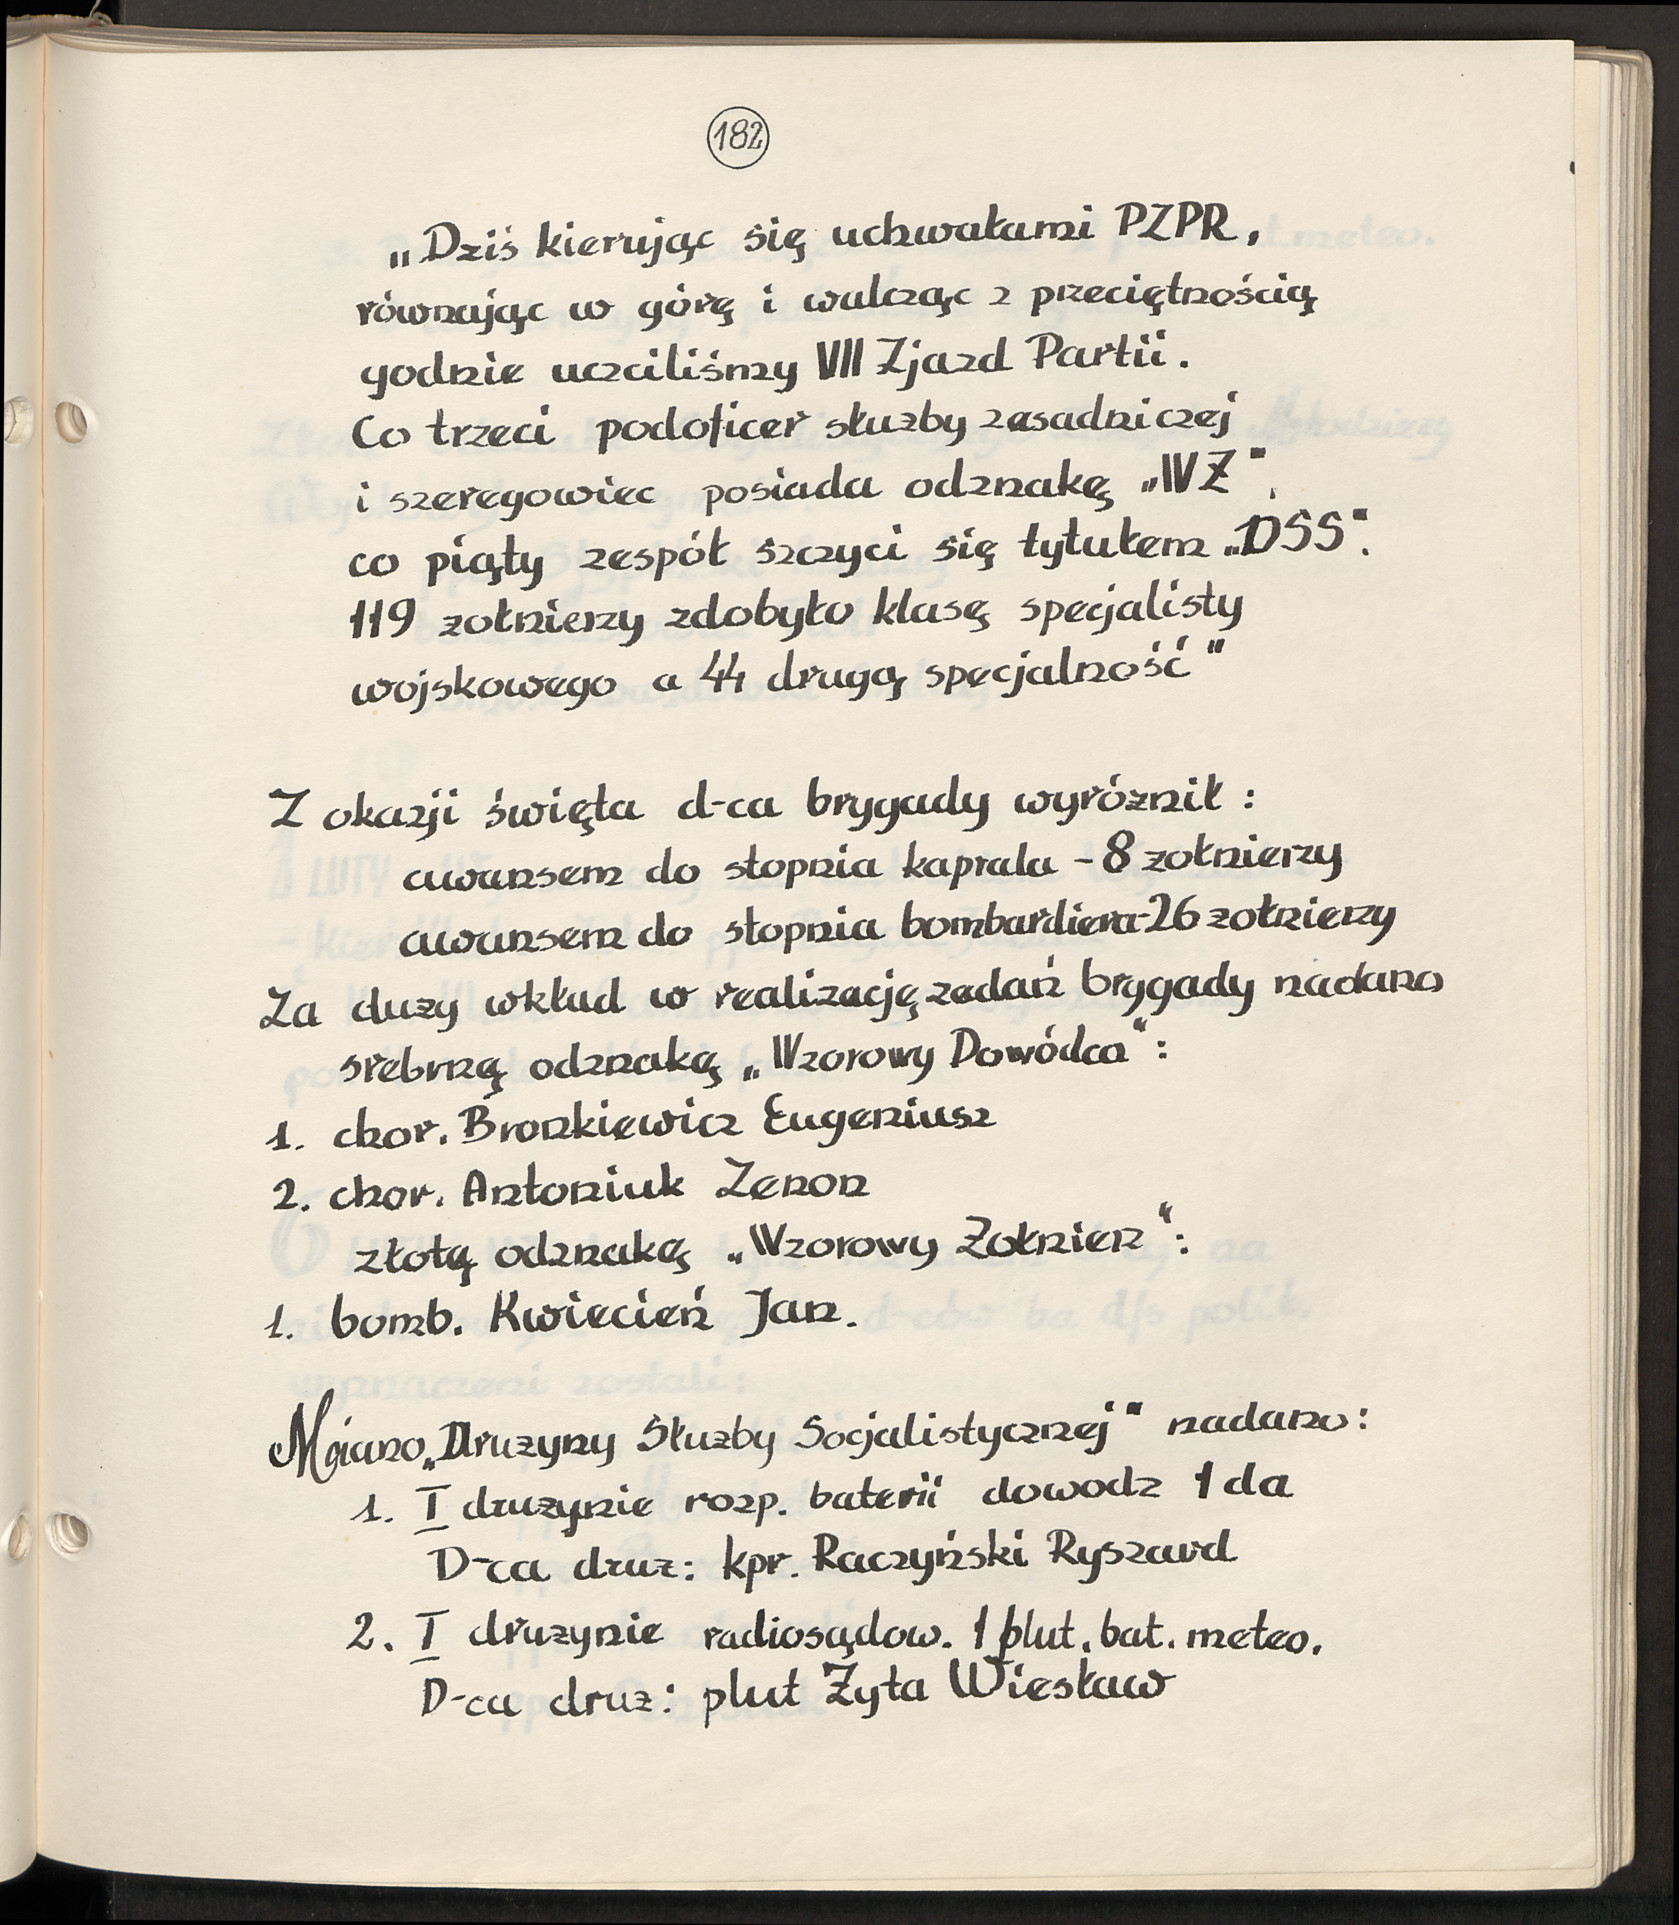 182
„Dziś kierując się uchwałami PZPR,
równając w górę i walcząc z przeciętnością
godnie uczciliśmy VII Zjazd Partii.
Co trzeci podoficer służby zasadniczej
i szeregowiec posiada odznakę „WŻ",
co piąty zespół szczyci się tytułem „DSS".
119 żołnierzy zdobyło klasę specjalisty
wojskowego a 44 drugą specjalność"
Z okazji święta d-ca brygady wyróżnił:
awansem do stopnia kaprala - 8 żołnierzy
awansem do stopnia bombardiera-26 żołnierzy
Za duży wkład w realizację zadań brygady nadano
srebrną odznakę „Wzorowy Dowódca":
1. chor. Bronkiewicz Eugeniusz
2. chor. Antoniuk Zenon
złotą odznakę „Wzorowy Żołnierz":
1. bomb. Kwiecień Jan.
Miano „Drużyny Służby Socjalistycznej" nadano:
1. I drużynie rozp. baterii dowodz 1 da
D-ca druż: kpr. Raczyński Ryszard
2. I drużynie radiosądow. 1 plut. bat. meteo.
D-ca druż: plut Żyta Wiesław